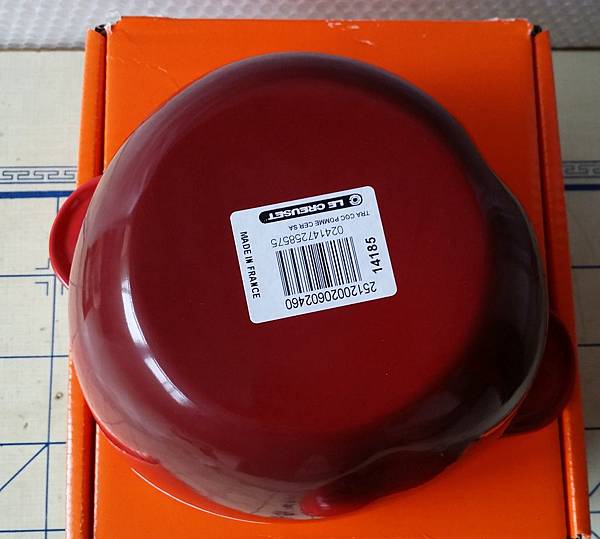 LE CREUSET
TRA COC POMME CER SA
024147258575
25120020602460
14185
MADE IN FRANCE